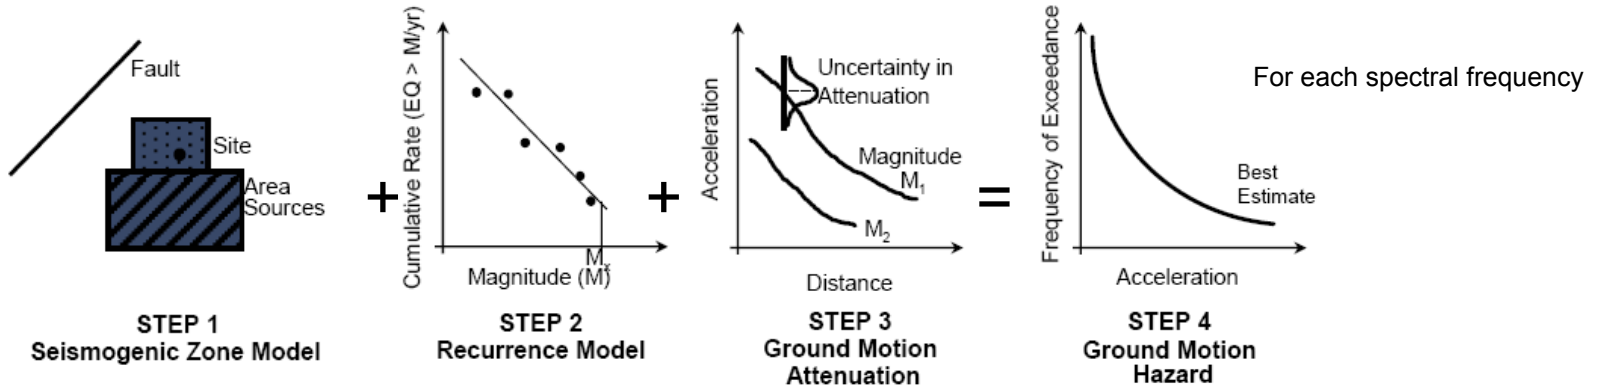 Fault
Site
Area
Sources
STEP 1
Seismogenic Zone Model
+
Cumulative Rate (EQ > M/yr)
Mx
Magnitude (M)
STEP 2
Recurrence Model
+
Acceleration
Uncertainty in
Attenuation
Magnitude
M1
M2
Distance
STEP 3
Ground Motion
Attenuation
=
Frequency of Exceedance
Best
Estimate
Acceleration
STEP 4
Ground Motion
Hazard
For each spectral frequency